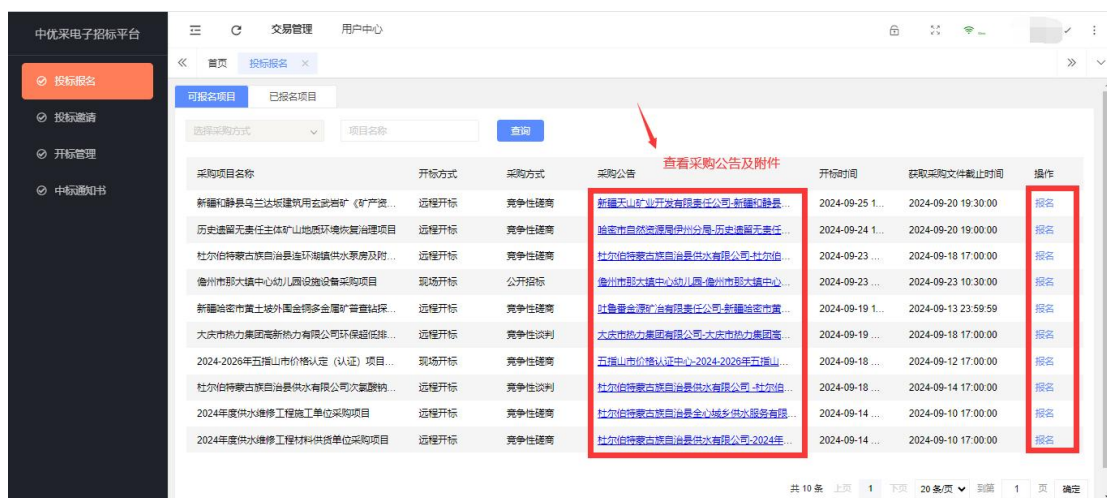 中优采电子招标平台
交易管理 用户中心
首页 投标报名
投标报名
投标邀请
开标管理
中标通知书
可报名项目 已报名项目
选择采购方式 项目名称 查询
查看采购公告及附件
采购项目名称 开标方式 采购方式 采购公告 开标时间 获取采购文件截止时间 操作
新疆和静县乌兰达坂建筑用玄武岩矿《矿产资... 远程开标 竞争性磋商 新疆天山矿业开发有限责任公司-新疆和静县... 2024-09-25 1... 2024-09-20 19:30:00 报名
历史遗留无责任主体矿山地质环境恢复治理项目 远程开标 竞争性磋商 哈密市自然资源局伊州分局-历史遗留无责任... 2024-09-24 1... 2024-09-20 19:00:00 报名
杜尔伯特蒙古族自治县连环湖镇供水泵房及附... 远程开标 竞争性磋商 杜尔伯特蒙古族自治县供水有限公司-杜尔伯... 2024-09-23 ... 2024-09-18 17:00:00 报名
儋州市那大镇中心幼儿园设施设备采购项目 现场开标 公开招标 儋州市那大镇中心幼儿园-儋州市那大镇中心... 2024-09-23 ... 2024-09-23 10:30:00 报名
新疆哈密市黄土坡外围金铜多金属矿普查钻探... 远程开标 竞争性磋商 吐鲁番金源矿冶有限责任公司-新疆哈密市黄... 2024-09-19 1... 2024-09-13 23:59:59 报名
大庆市热力集团高新热力有限公司环保超低排... 远程开标 竞争性谈判 大庆市热力集团有限公司-大庆市热力集团高... 2024-09-19 ... 2024-09-18 17:00:00 报名
2024-2026年五指山市价格认定（认证）项目... 现场开标 竞争性磋商 五指山市价格认证中心-2024-2026年五指山... 2024-09-18 ... 2024-09-12 17:00:00 报名
杜尔伯特蒙古族自治县供水有限公司次氯酸钠... 远程开标 竞争性谈判 杜尔伯特蒙古族自治县供水有限公司 -杜尔伯... 2024-09-18 ... 2024-09-14 17:00:00 报名
2024年度供水维修工程施工单位采购项目 远程开标 竞争性磋商 杜尔伯特蒙古族自治县全心城乡供水服务有限... 2024-09-14 ... 2024-09-10 17:00:00 报名
2024年度供水维修工程材料供货单位采购项目 远程开标 竞争性磋商 杜尔伯特蒙古族自治县供水有限公司-2024年... 2024-09-14 ... 2024-09-10 17:00:00 报名
共 10 条 上页 1 下页 20 条/页 到第 1 页 确定